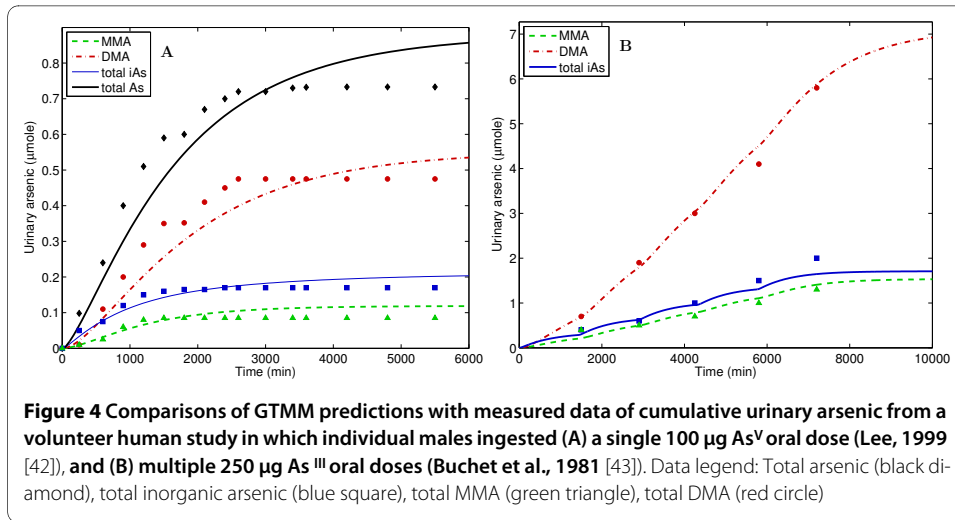 MMA
DMA
total iAs
total As
A
0.8
0.7
0.6
0.5
0.4
0.3
0.2
0.1
0
0 1000 2000 3000 4000 5000 6000
Time (min)
Urinary arsenic (µmole)
MMA
DMA
total iAs
B
7
6
5
4
3
2
1
0
0 2000 4000 6000 8000 10000
Time (min)
Urinary arsenic (µmole)
Figure 4 Comparisons of GTMM predictions with measured data of cumulative urinary arsenic from a
volunteer human study in which individual males ingested (A) a single 100 µg Asⱽ oral dose (Lee, 1999
[42]), and (B) multiple 250 µg As ᴵᴵᴵ oral doses (Buchet et al., 1981 [43]). Data legend: Total arsenic (black di-
amond), total inorganic arsenic (blue square), total MMA (green triangle), total DMA (red circle)